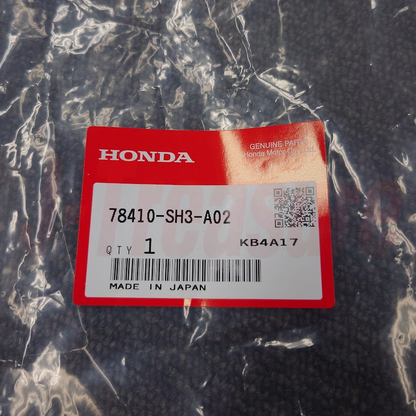 GENUINE PARTS
HONDA
Honda Motor Co., Ltd.
78410-SH3-A02
QTY 1
KB4A17
MADE IN JAPAN